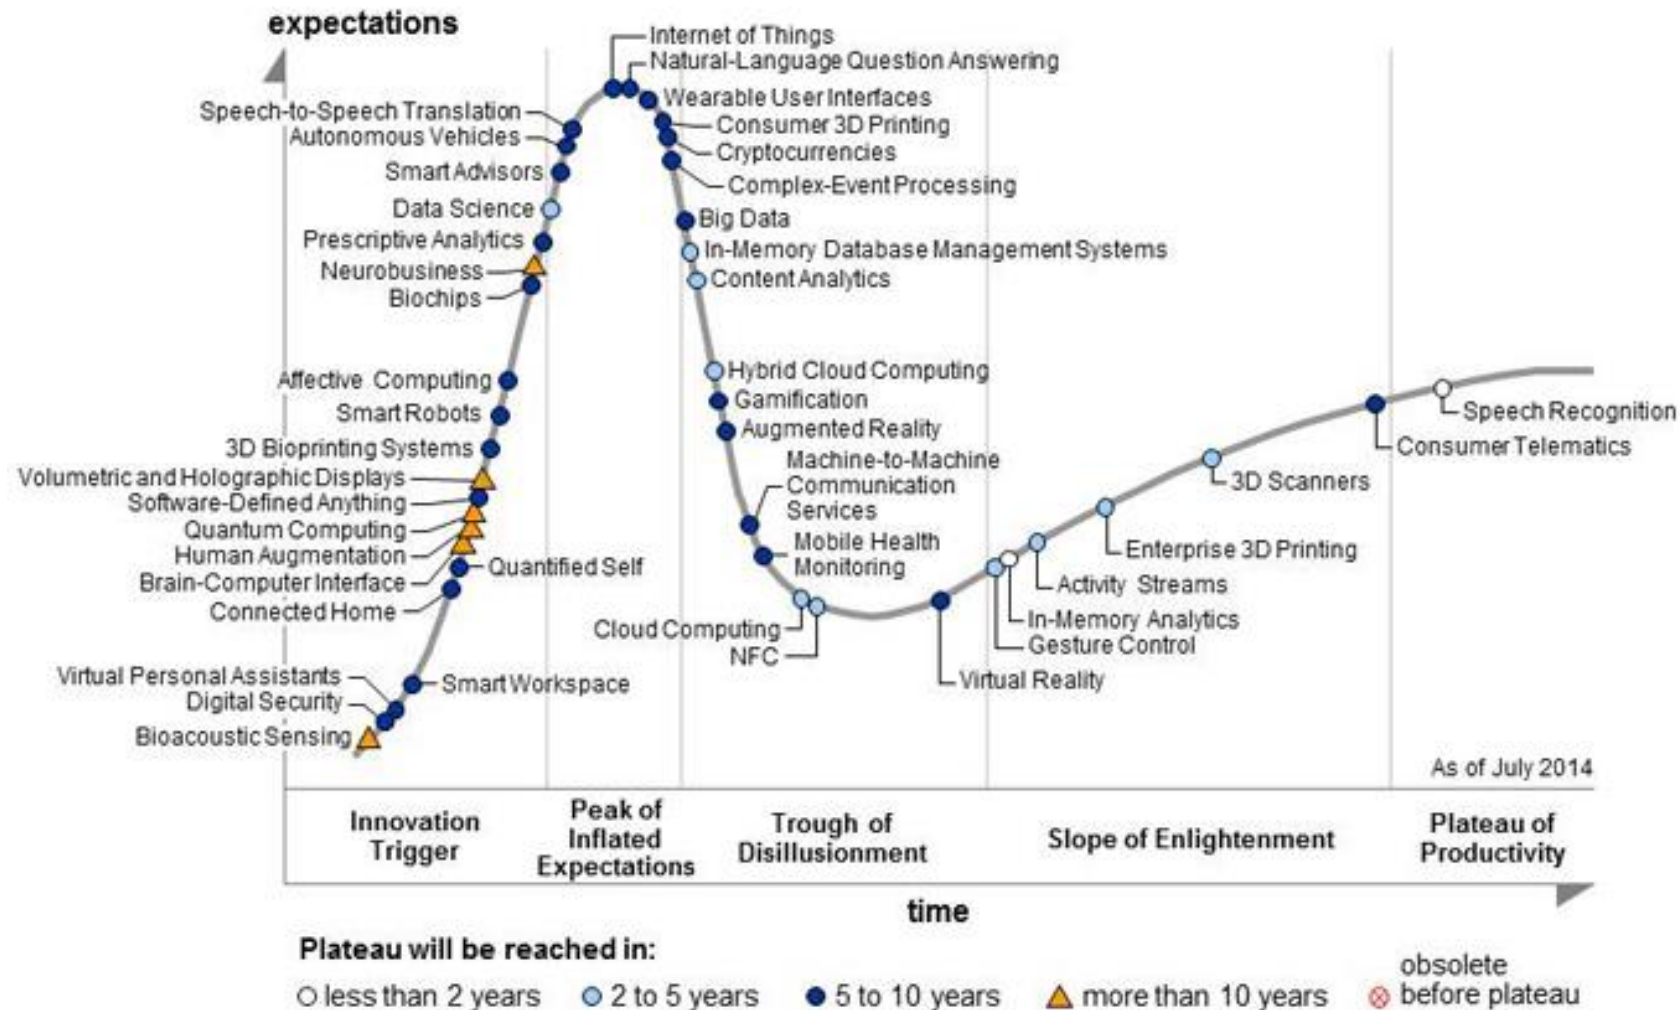 expectations
Internet of Things
Natural-Language Question Answering
Wearable User Interfaces
Speech-to-Speech Translation
Consumer 3D Printing
Autonomous Vehicles
Cryptocurrencies
Smart Advisors
Complex-Event Processing
Data Science
Big Data
Prescriptive Analytics
In-Memory Database Management Systems
Neurobusiness
Content Analytics
Biochips
Hybrid Cloud Computing
Affective Computing
Gamification
Smart Robots
Speech Recognition
Augmented Reality
3D Bioprinting Systems
Consumer Telematics
Machine-to-Machine
Communication
Services
Volumetric and Holographic Displays
3D Scanners
Software-Defined Anything
Quantum Computing
Mobile Health
Monitoring
Human Augmentation
Enterprise 3D Printing
Quantified Self
Brain-Computer Interface
Activity Streams
Connected Home
In-Memory Analytics
Cloud Computing
Gesture Control
NFC
Virtual Reality
Virtual Personal Assistants
Smart Workspace
Digital Security
Bioacoustic Sensing
As of July 2014
Innovation
Trigger
Peak of
Inflated
Expectations
Trough of
Disillusionment
Slope of Enlightenment
Plateau of
Productivity
time
Plateau will be reached in:
less than 2 years
2 to 5 years
5 to 10 years
more than 10 years
obsolete
before plateau